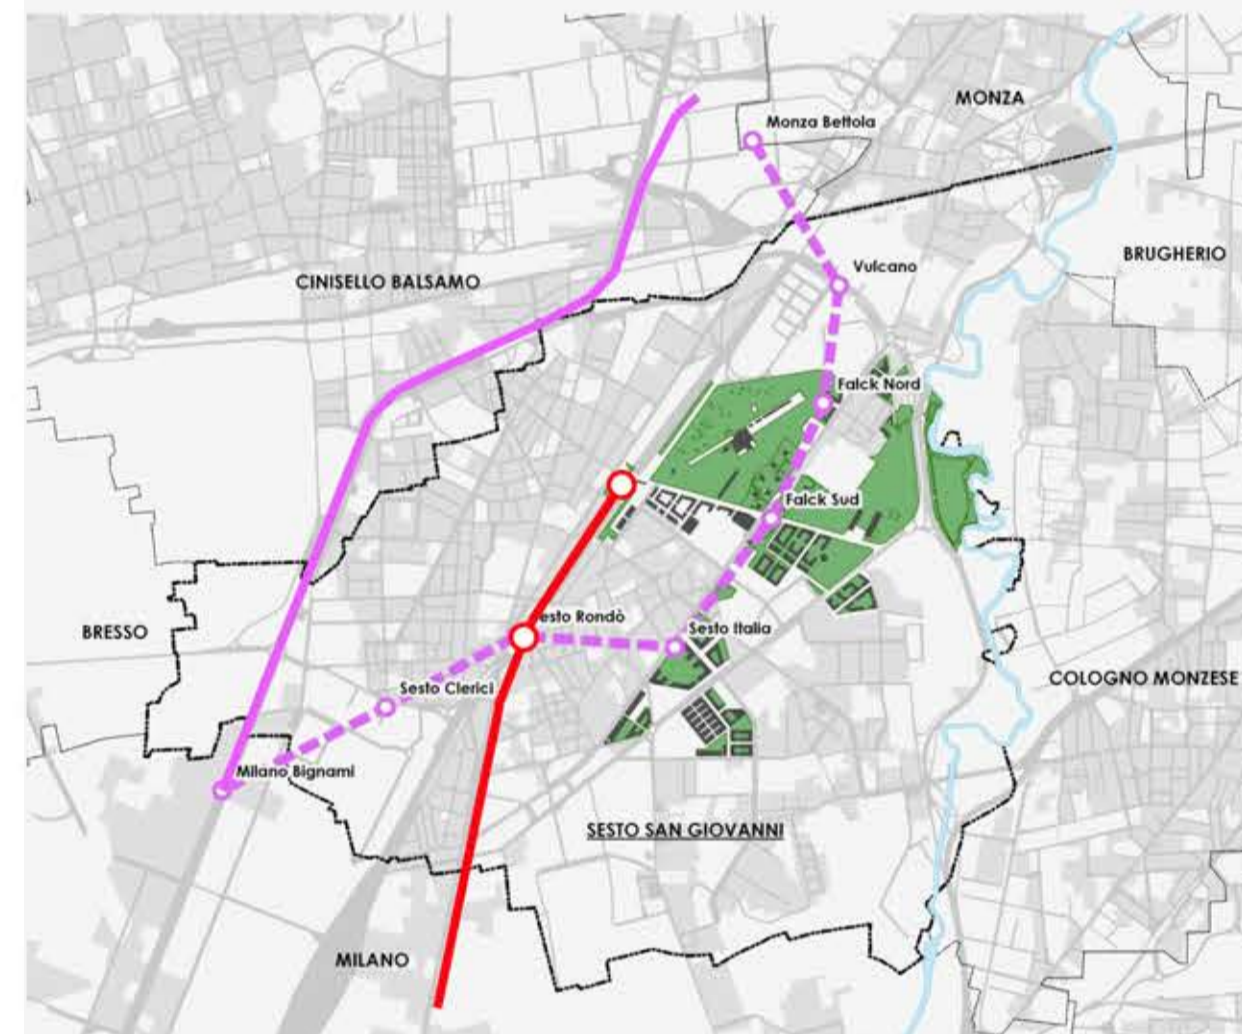 MONZA
Monza Bettola
BRUGHERIO
Vulcano
CINISELLO BALSAMO
Falck Nord
Falck Sud
esto Rondò
Sesto Italia
BRESSO
COLOGNO MONZESE
Sesto Clerici
Milano Bignami
SESTO SAN GIOVANNI
MILANO